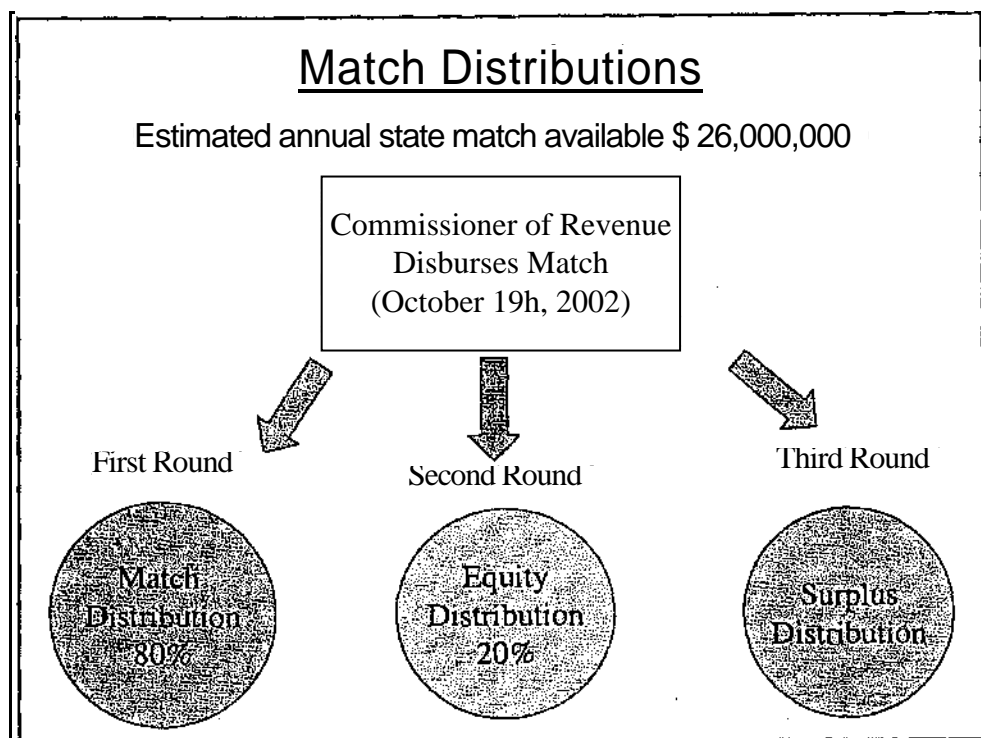 Match Distributions
Estimated annual state match available $ 26,000,000
Commissioner of Revenue
Disburses Match
(October 19h, 2002)
First Round
Second Round
Third Round
Match
Distribution
80%
Equity
Distribution
20%
Surplus
Distribution